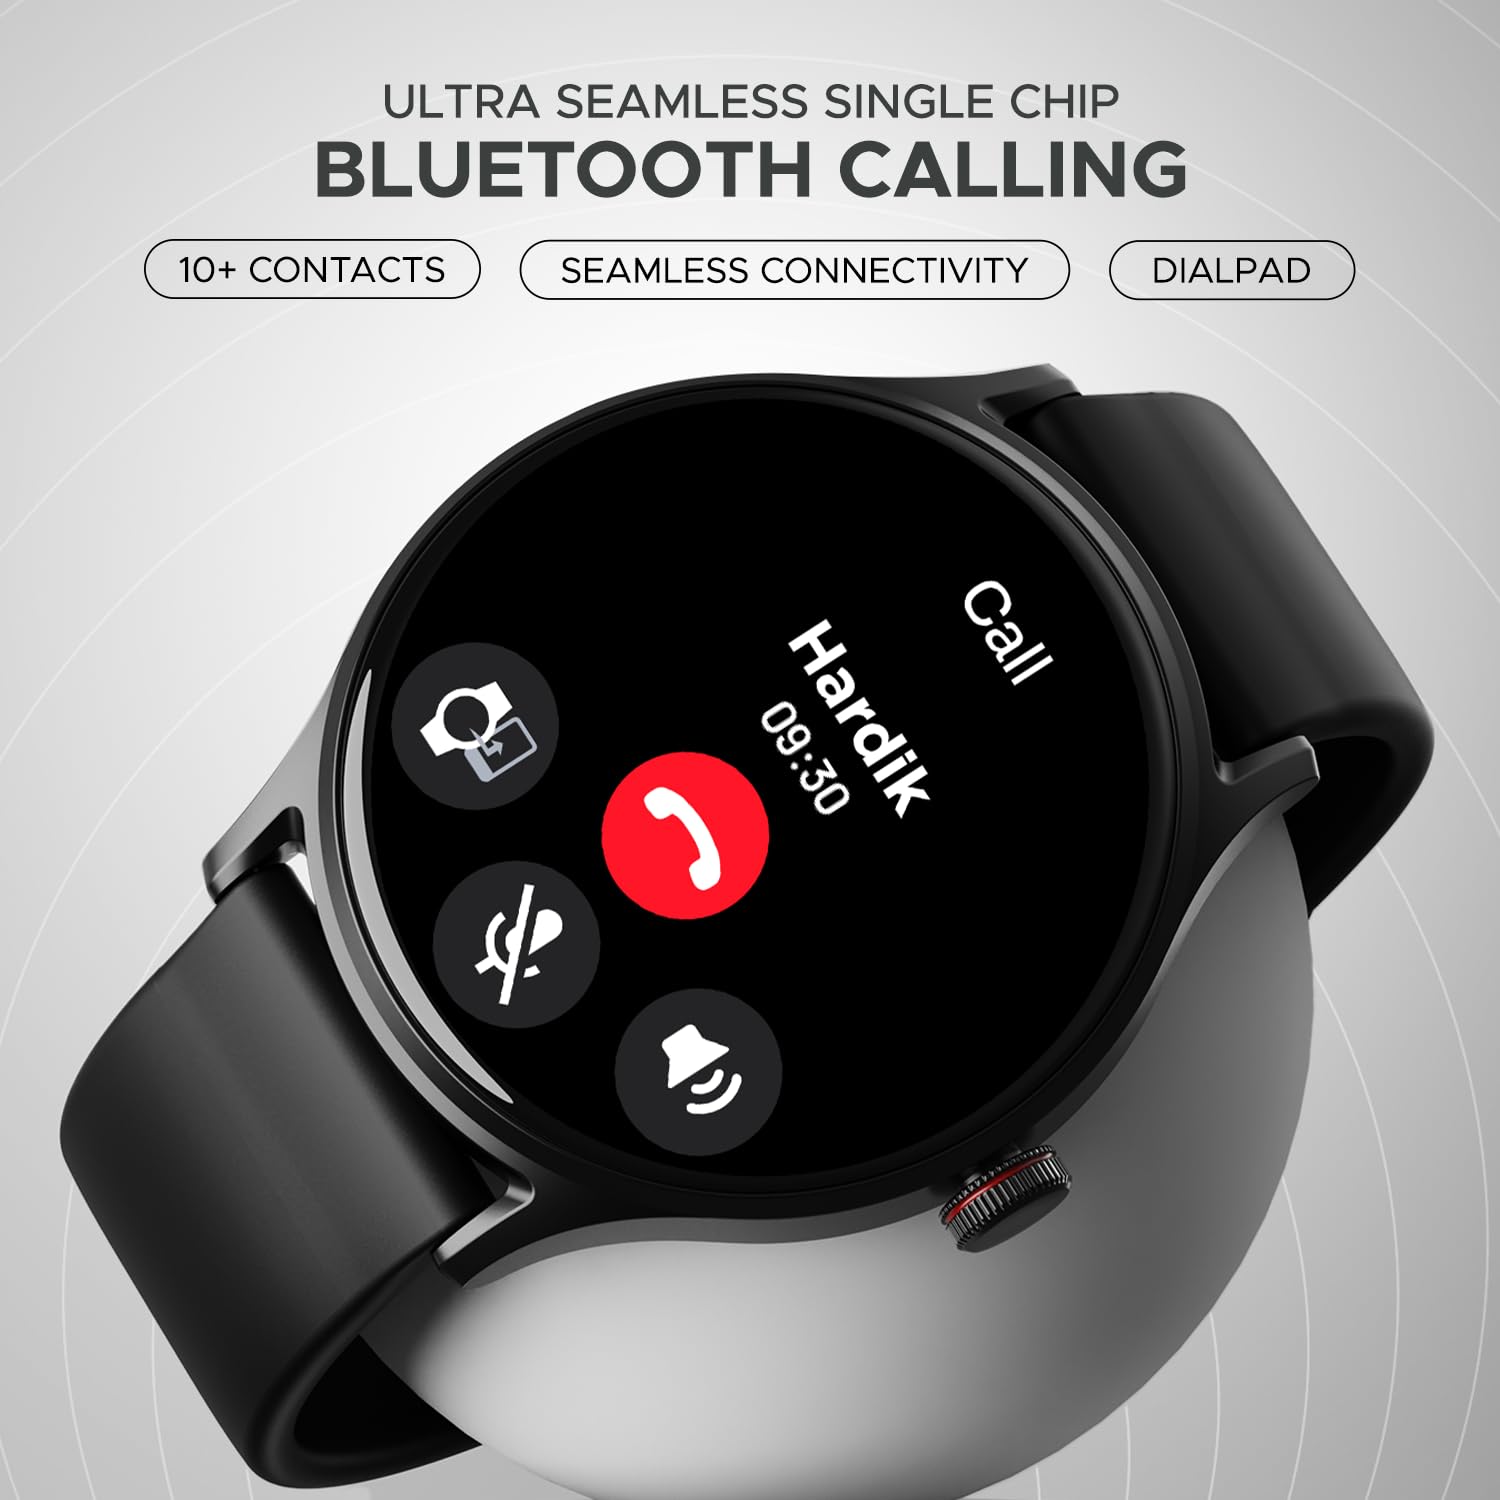 ULTRA SEAMLESS SINGLE CHIP
BLUETOOTH CALLING
10+ CONTACTS
SEAMLESS CONNECTIVITY
DIALPAD
Call
Hardik
09:30